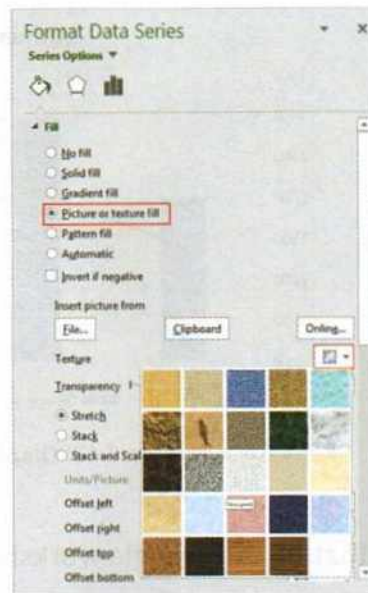 Format Data Series
Series Options
Fill
No fill
Solid fill
Gradient fill
Picture or texture fill
Pattern fill
Automatic
Invert if negative
Insert picture from
File... Clipboard Online...
Texture
Transparency
Stretch
Stack
Stack and Scal
Units/Picture
Offset left
Offset right
Offset top
Offset bottom